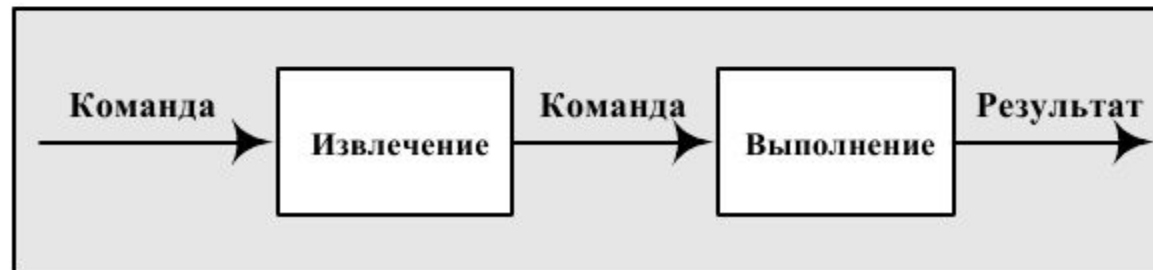 Команда
Извлечение
Команда
Выполнение
Результат